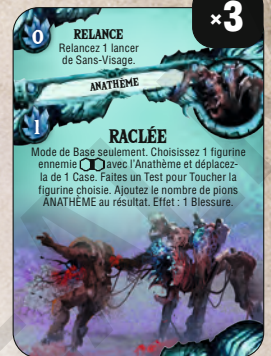 ×3
0
RELANCE
Relancez 1 lancer
de Sans-Visage.
ANATHÈME
1
RACLÉE
Mode de Base seulement. Choisissez 1 figurine
ennemie avec l'Anathème et déplacez-
la de 1 Case. Faites un Test pour Toucher la
figurine choisie. Ajoutez le nombre de pions
ANATHÈME au résultat. Effet : 1 Blessure.